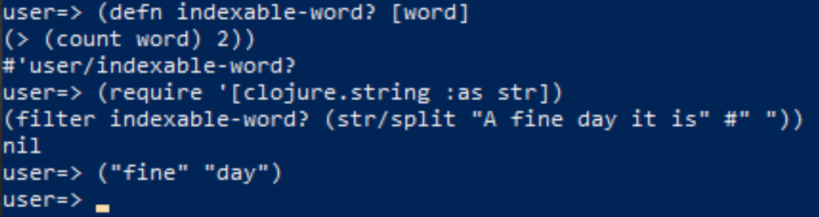 user=> (defn indexable-word? [word]
(> (count word) 2))
#'user/indexable-word?
user=> (require '[clojure.string :as str])
(filter indexable-word? (str/split "A fine day it is" #" "))
nil
user=> ("fine" "day")
user=>